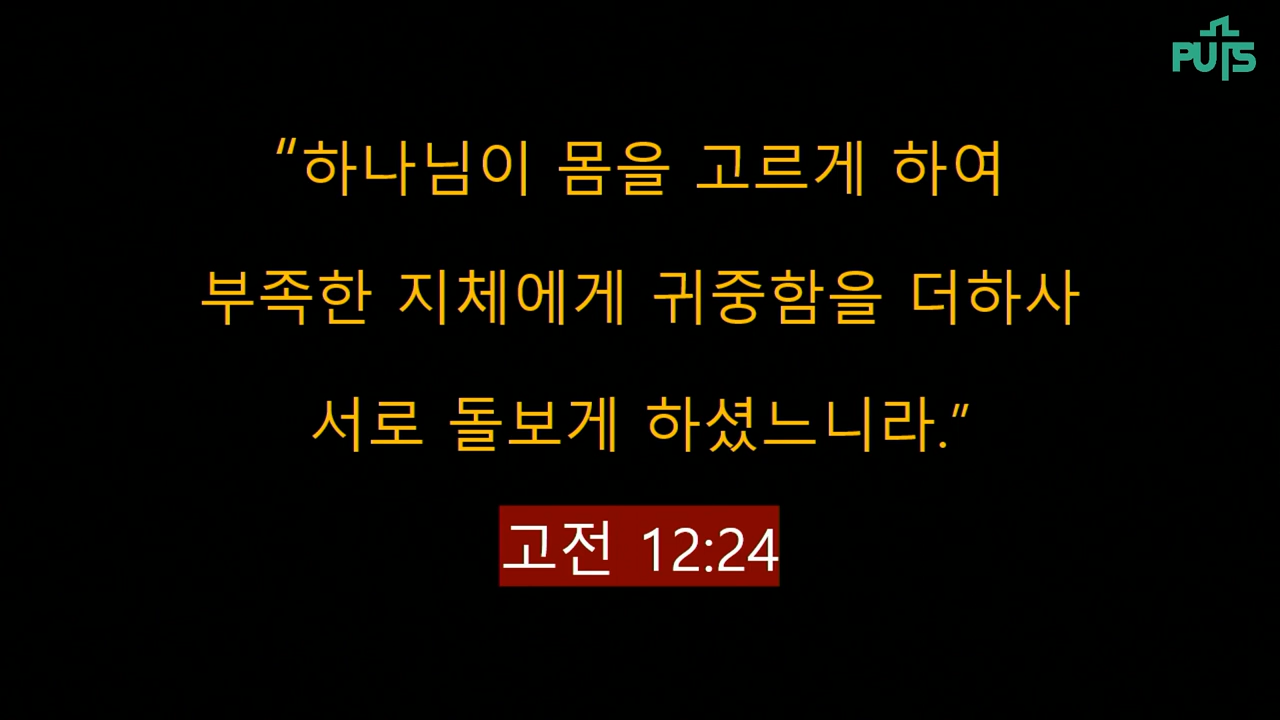 PUTS
“하나님이 몸을 고르게 하여
부족한 지체에게 귀중함을 더하사
서로 돌보게 하셨느니라.”
고전 12:24